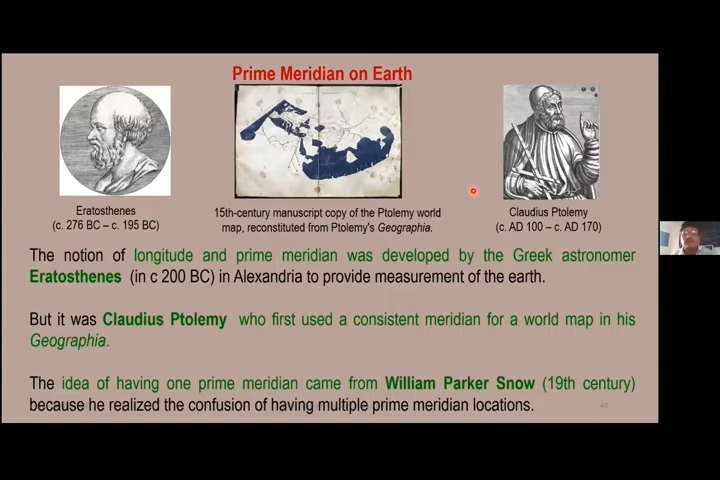 Prime Meridian on Earth
Eratosthenes
(c. 276 BC – c. 195 BC)
15th-century manuscript copy of the Ptolemy world
map, reconstituted from Ptolemy's Geographia.
Claudius Ptolemy
(c. AD 100 – c. AD 170)
The notion of longitude and prime meridian was developed by the Greek astronomer
Eratosthenes (in c 200 BC) in Alexandria to provide measurement of the earth.
But it was Claudius Ptolemy who first used a consistent meridian for a world map in his
Geographia.
The idea of having one prime meridian came from William Parker Snow (19th century)
because he realized the confusion of having multiple prime meridian locations.